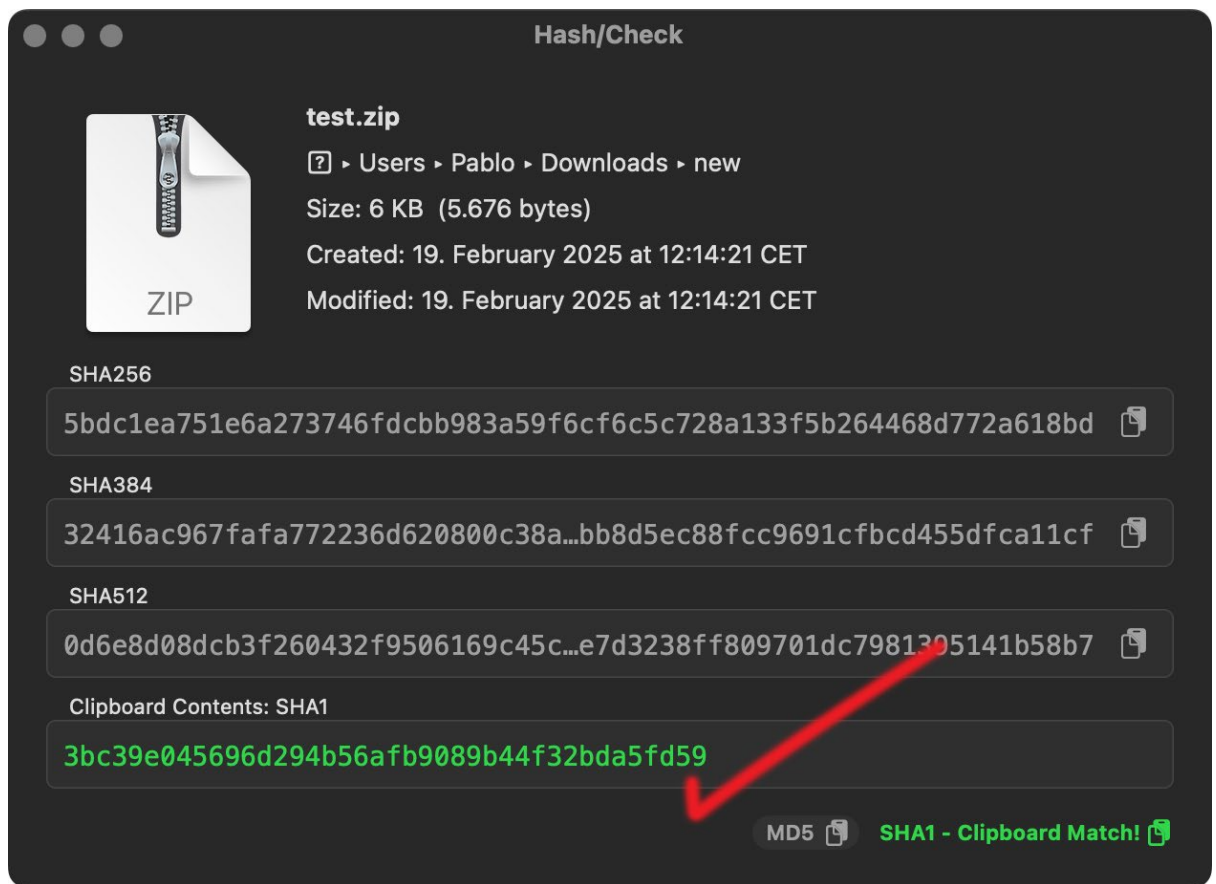 Hash/Check
test.zip
? ▸ Users ▸ Pablo ▸ Downloads ▸ new
Size: 6 KB (5.676 bytes)
Created: 19. February 2025 at 12:14:21 CET
Modified: 19. February 2025 at 12:14:21 CET
ZIP
SHA256
5bdc1ea751e6a273746fdcbb983a59f6cf6c5c728a133f5b264468d772a618bd
SHA384
32416ac967fafa772236d620800c38a…bb8d5ec88fcc9691cfbcd455dfca11cf
SHA512
0d6e8d08dcb3f260432f9506169c45c…e7d3238ff809701dc7981395141b58b7
Clipboard Contents: SHA1
3bc39e045696d294b56afb9089b44f32bda5fd59
MD5
SHA1 - Clipboard Match!